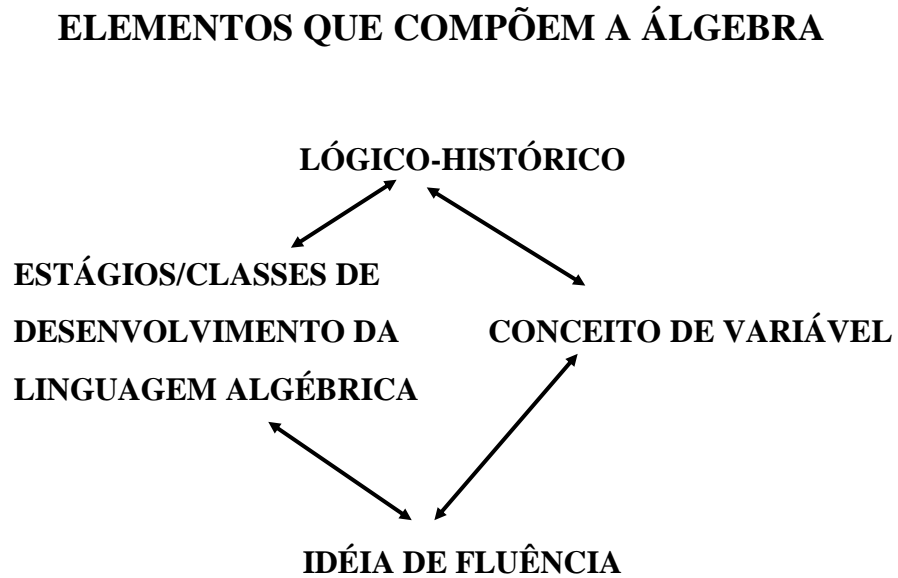 ELEMENTOS QUE COMPÕEM A ÁLGEBRA
LÓGICO-HISTÓRICO
ESTÁGIOS/CLASSES DE
DESENVOLVIMENTO DA
LINGUAGEM ALGÉBRICA
CONCEITO DE VARIÁVEL
IDÉIA DE FLUÊNCIA